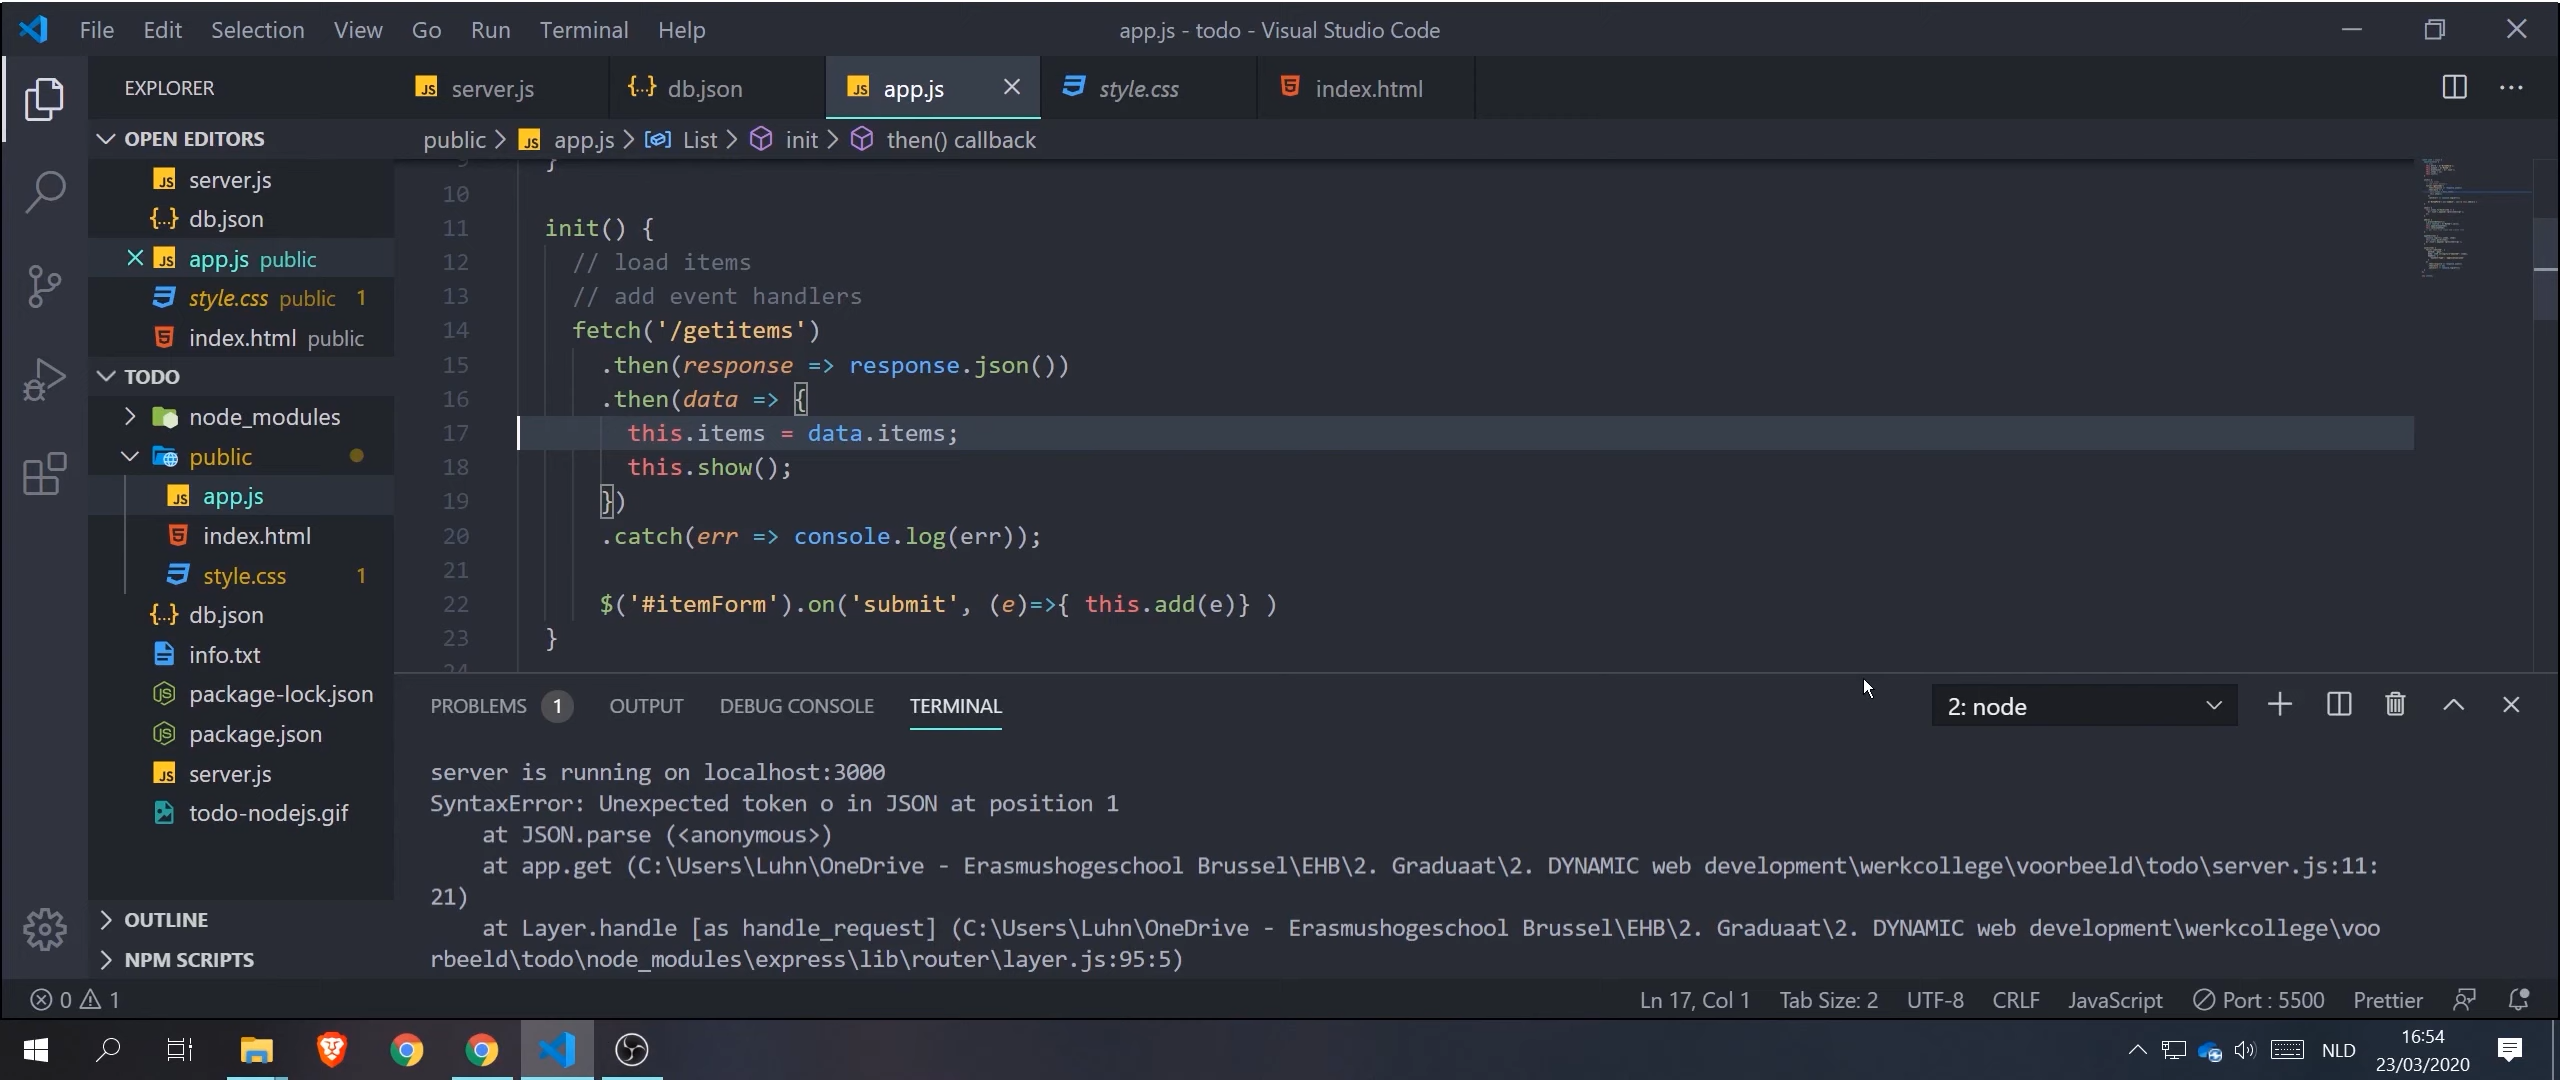 File Edit Selection View Go Run Terminal Help app.js - todo - Visual Studio Code
EXPLORER
server.js
db.json
app.js
style.css
index.html
OPEN EDITORS
server.js
db.json
app.js public
style.css public 1
index.html public
TODO
node_modules
public
app.js
index.html
style.css 1
db.json
info.txt
package-lock.json
package.json
server.js
todo-nodejs.gif
OUTLINE
NPM SCRIPTS
public > app.js > List > init > then() callback
9 }
10
11 init() {
12 // load items
13 // add event handlers
14 fetch('/getitems')
15 .then(response => response.json())
16 .then(data => {
17 this.items = data.items;
18 this.show();
19 })
20 .catch(err => console.log(err));
21
22 $('#itemForm').on('submit', (e)=>{ this.add(e)} )
23 }
24
PROBLEMS 1 OUTPUT DEBUG CONSOLE TERMINAL 2: node
server is running on localhost:3000
SyntaxError: Unexpected token o in JSON at position 1
at JSON.parse (<anonymous>)
at app.get (C:\Users\Luhn\OneDrive - Erasmushogeschool Brussel\EHB\2. Graduaat\2. DYNAMIC web development\werkcollege\voorbeeld\todo\server.js:11:
21)
at Layer.handle [as handle_request] (C:\Users\Luhn\OneDrive - Erasmushogeschool Brussel\EHB\2. Graduaat\2. DYNAMIC web development\werkcollege\voo
rbeeld\todo\node_modules\express\lib\router\layer.js:95:5)
0 1 Ln 17, Col 1 Tab Size: 2 UTF-8 CRLF JavaScript Port : 5500 Prettier
NLD
16:54
23/03/2020